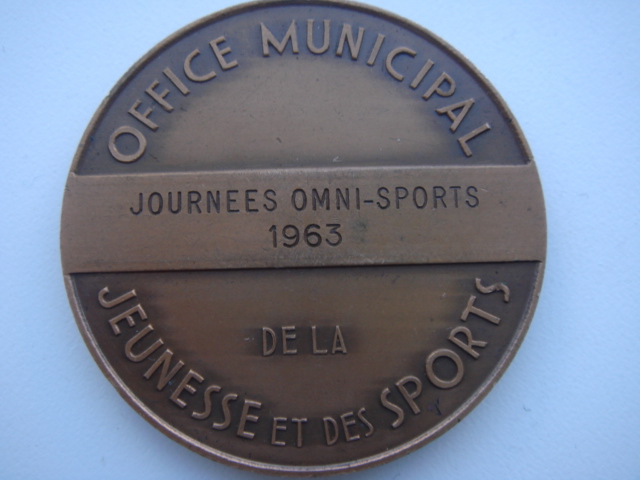 OFFICE MUNICIPAL
JOURNEES OMNI-SPORTS
1963
DE LA
JEUNESSE ET DES SPORTS